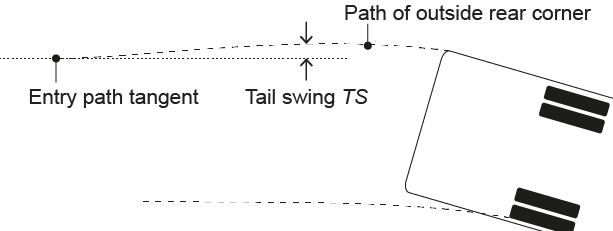 Path of outside rear corner
Entry path tangent
Tail swing TS